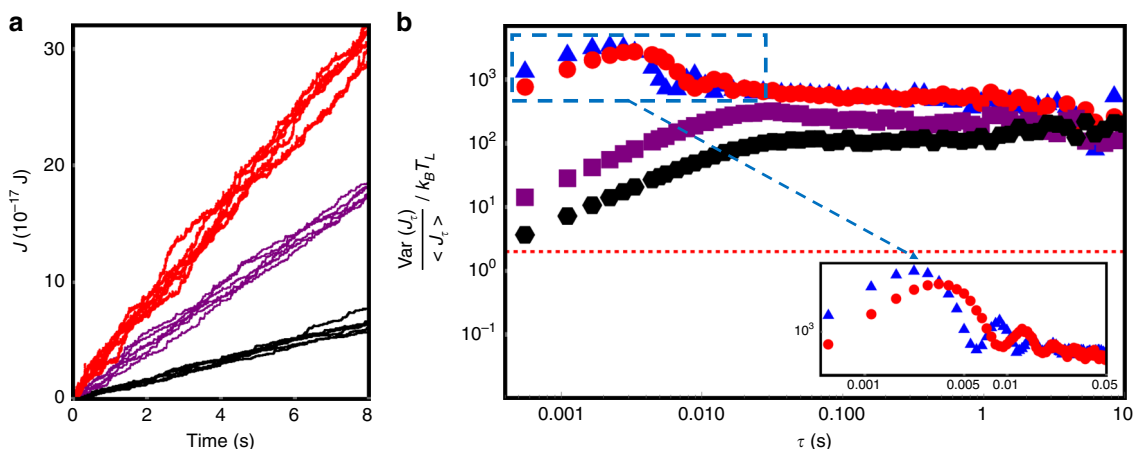 a
30
20
10
0
J (10⁻¹⁷ J)
0 2 4 6 8
Time (s)
b
10³
10²
10¹
10⁰
10⁻¹
Var (J_τ)
< J_τ >
/ k_B T_L
0.001 0.010 0.100 1 10
τ (s)
10³
0.001 0.005 0.01 0.05